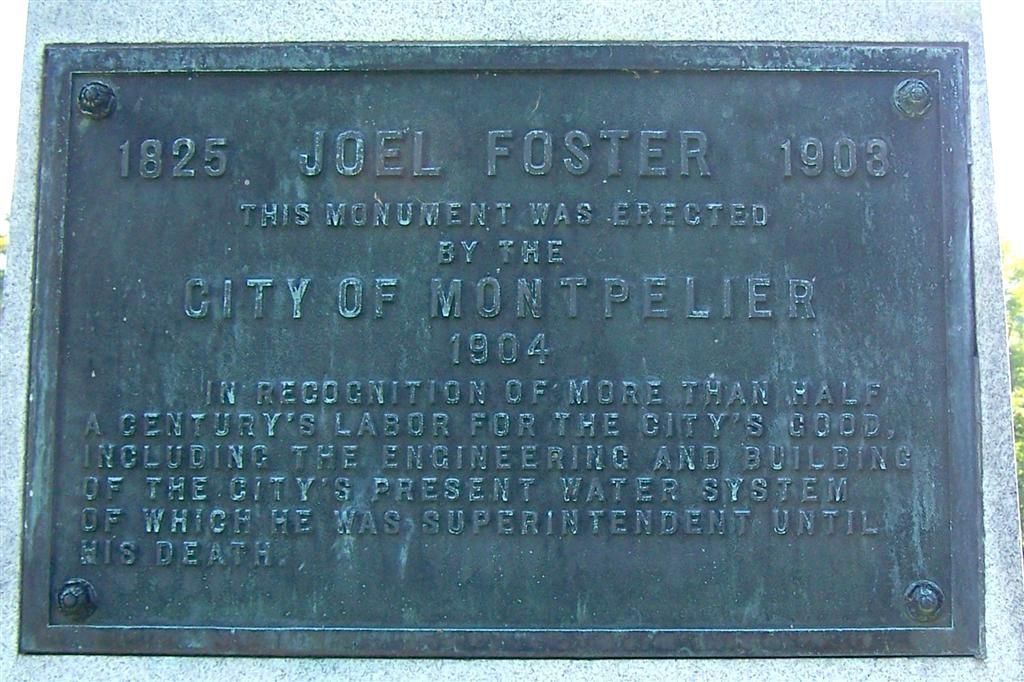 1825 JOEL FOSTER 1903
THIS MONUMENT WAS ERECTED
BY THE
CITY OF MONTPELIER
1904
IN RECOGNITION OF MORE THAN HALF
A CENTURY'S LABOR FOR THE CITY'S GOOD,
INCLUDING THE ENGINEERING AND BUILDING
OF THE CITY'S PRESENT WATER SYSTEM
OF WHICH HE WAS SUPERINTENDENT UNTIL
HIS DEATH.